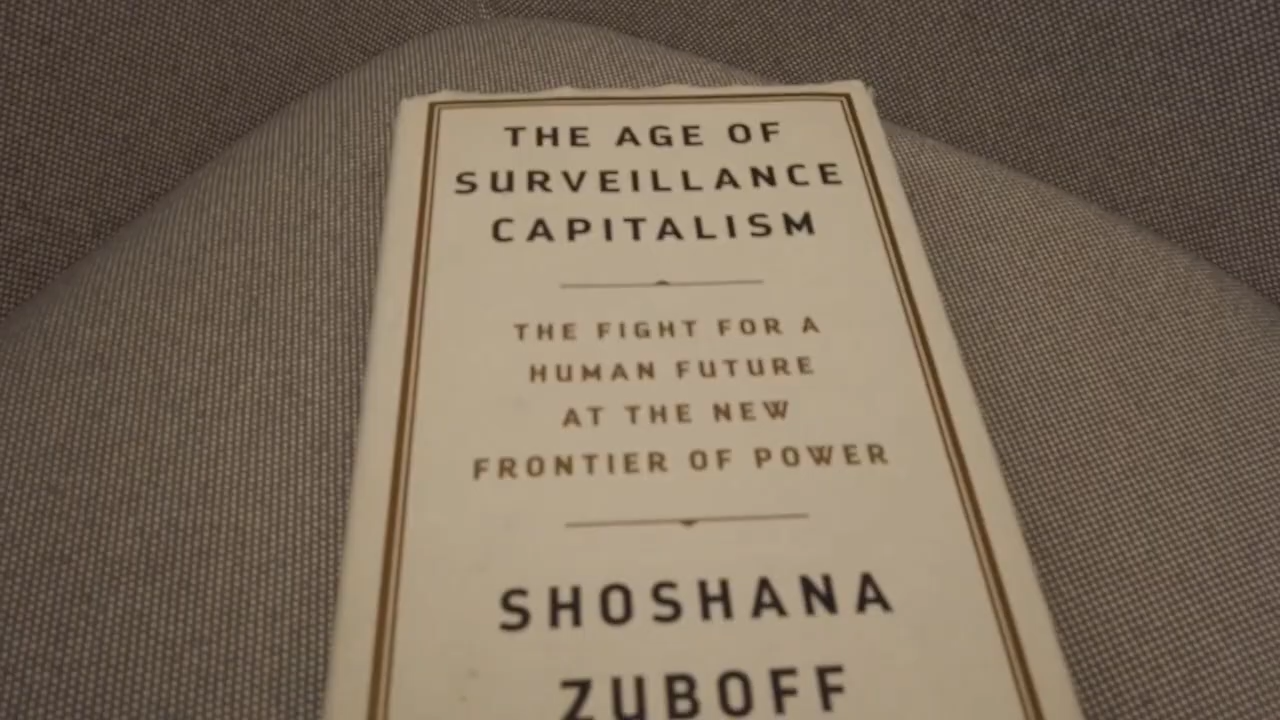 THE AGE OF
SURVEILLANCE
CAPITALISM
THE FIGHT FOR A
HUMAN FUTURE
AT THE NEW
FRONTIER OF POWER
SHOSHANA
ZUBOFF